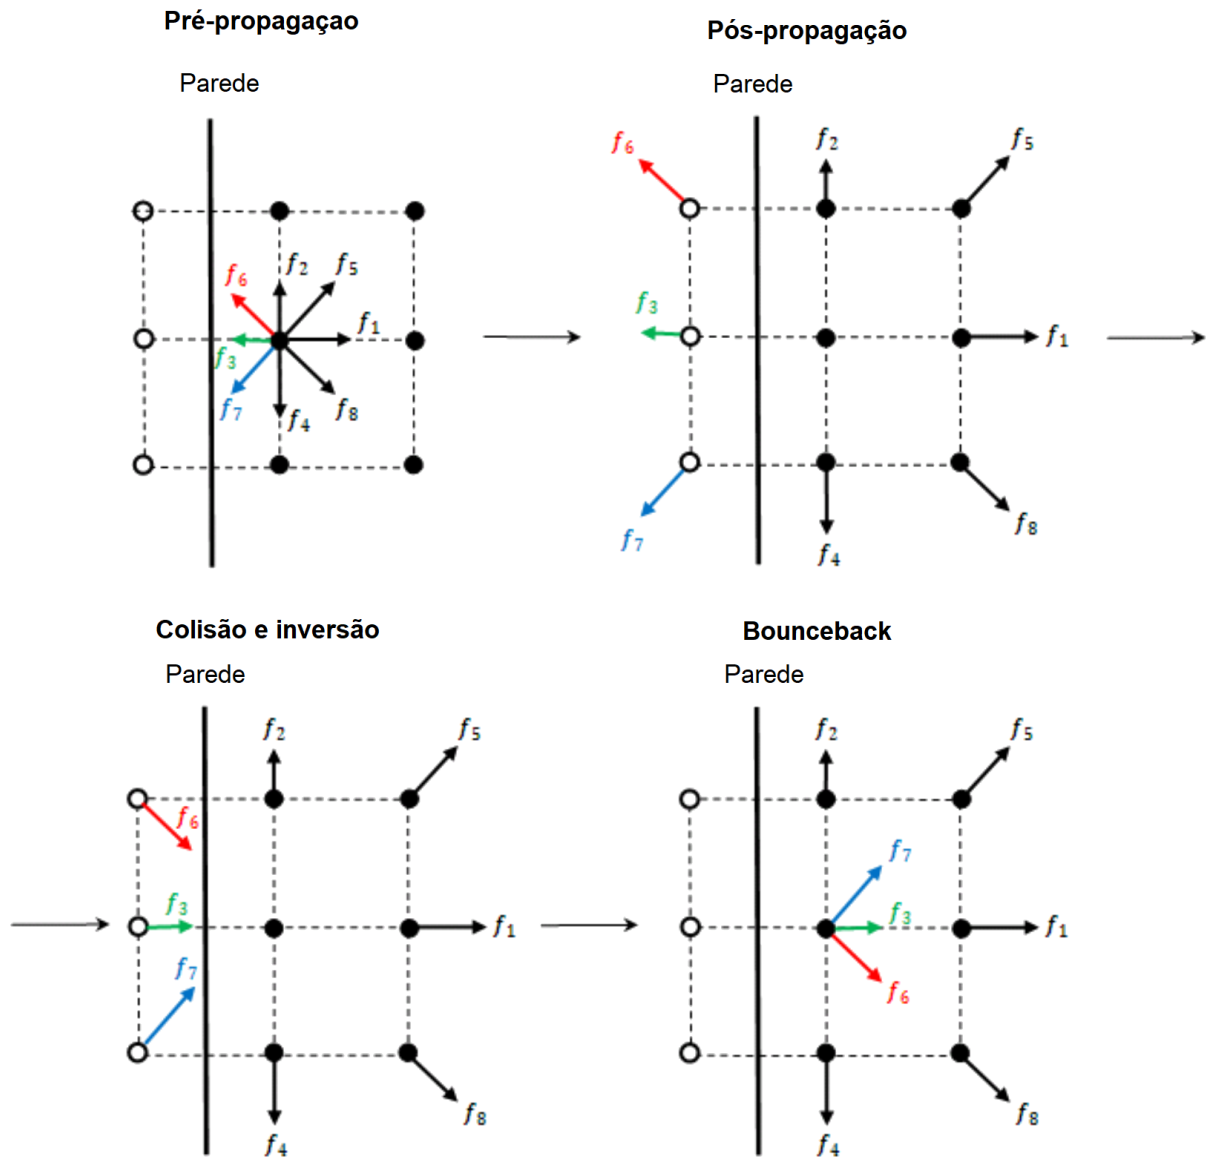 Pré-propagaçao
Parede
f2 f5
f6
f1
f3
f7
f4
f8
Pós-propagação
Parede
f6
f2
f5
f3
f1
f7
f4
f8
Colisão e inversão
Parede
f2
f5
f6
f3
f1
f7
f8
f4
Bounceback
Parede
f2
f5
f7
f3
f1
f6
f8
f4